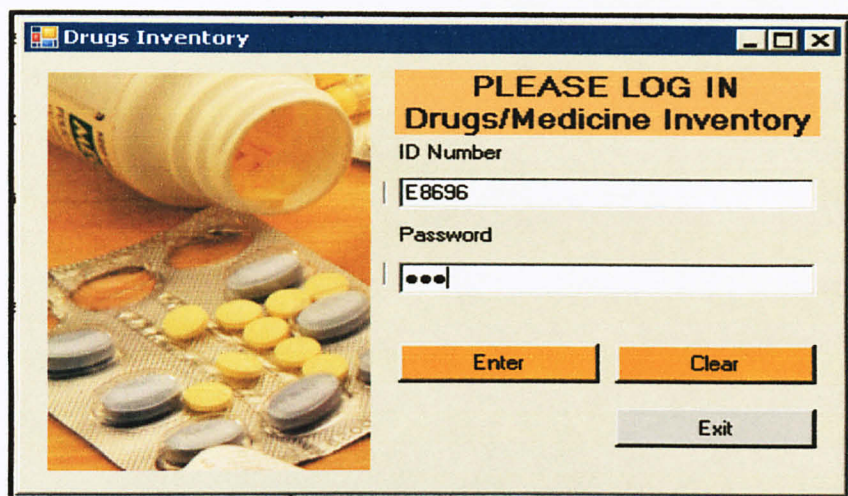 Drugs Inventory
PLEASE LOG IN
Drugs/Medicine Inventory
ID Number
E8696
Password
•••
Enter
Clear
Exit